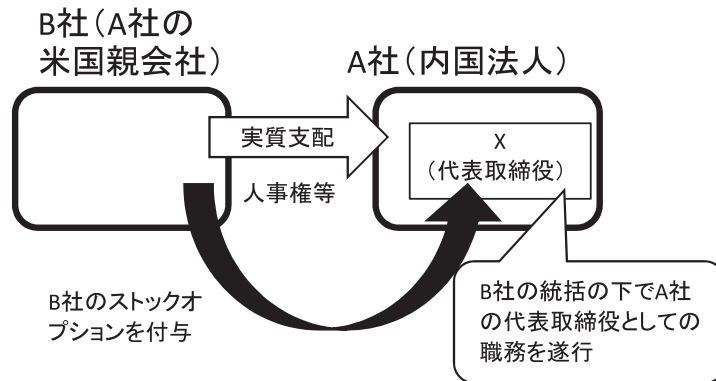 B社（A社の
米国親会社）
A社（内国法人）
実質支配
X
（代表取締役）
人事権等
B社のストックオ
プションを付与
B社の統括の下でA社
の代表取締役としての
職務を遂行